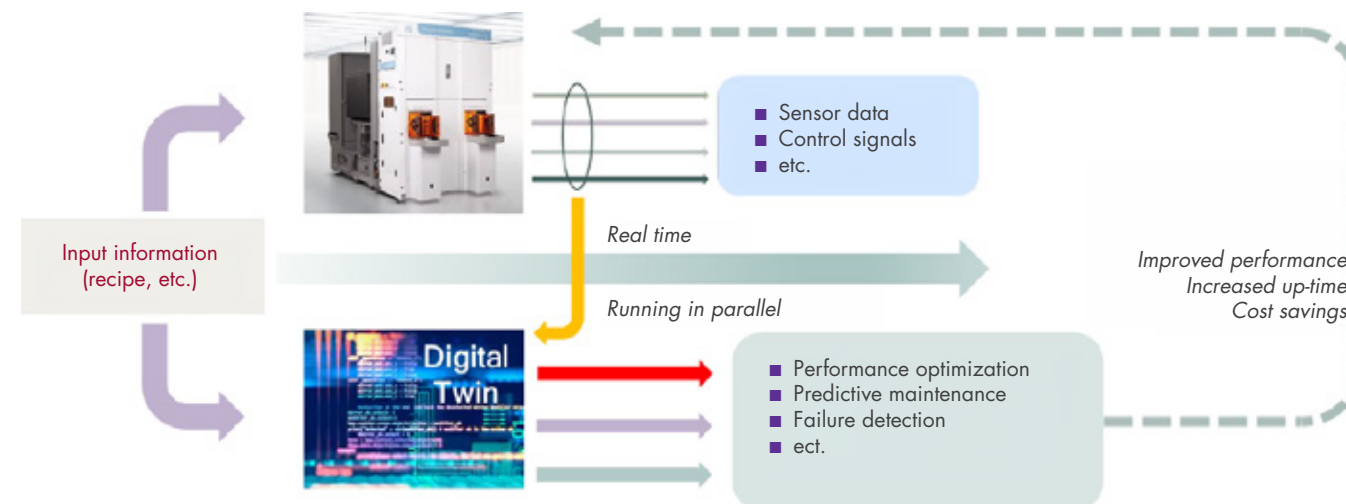 ■ Sensor data
■ Control signals
■ etc.
Input information
(recipe, etc.)
Real time
Running in parallel
Improved performance
Increased up-time
Cost savings
Digital
Twin
■ Performance optimization
■ Predictive maintenance
■ Failure detection
■ ect.